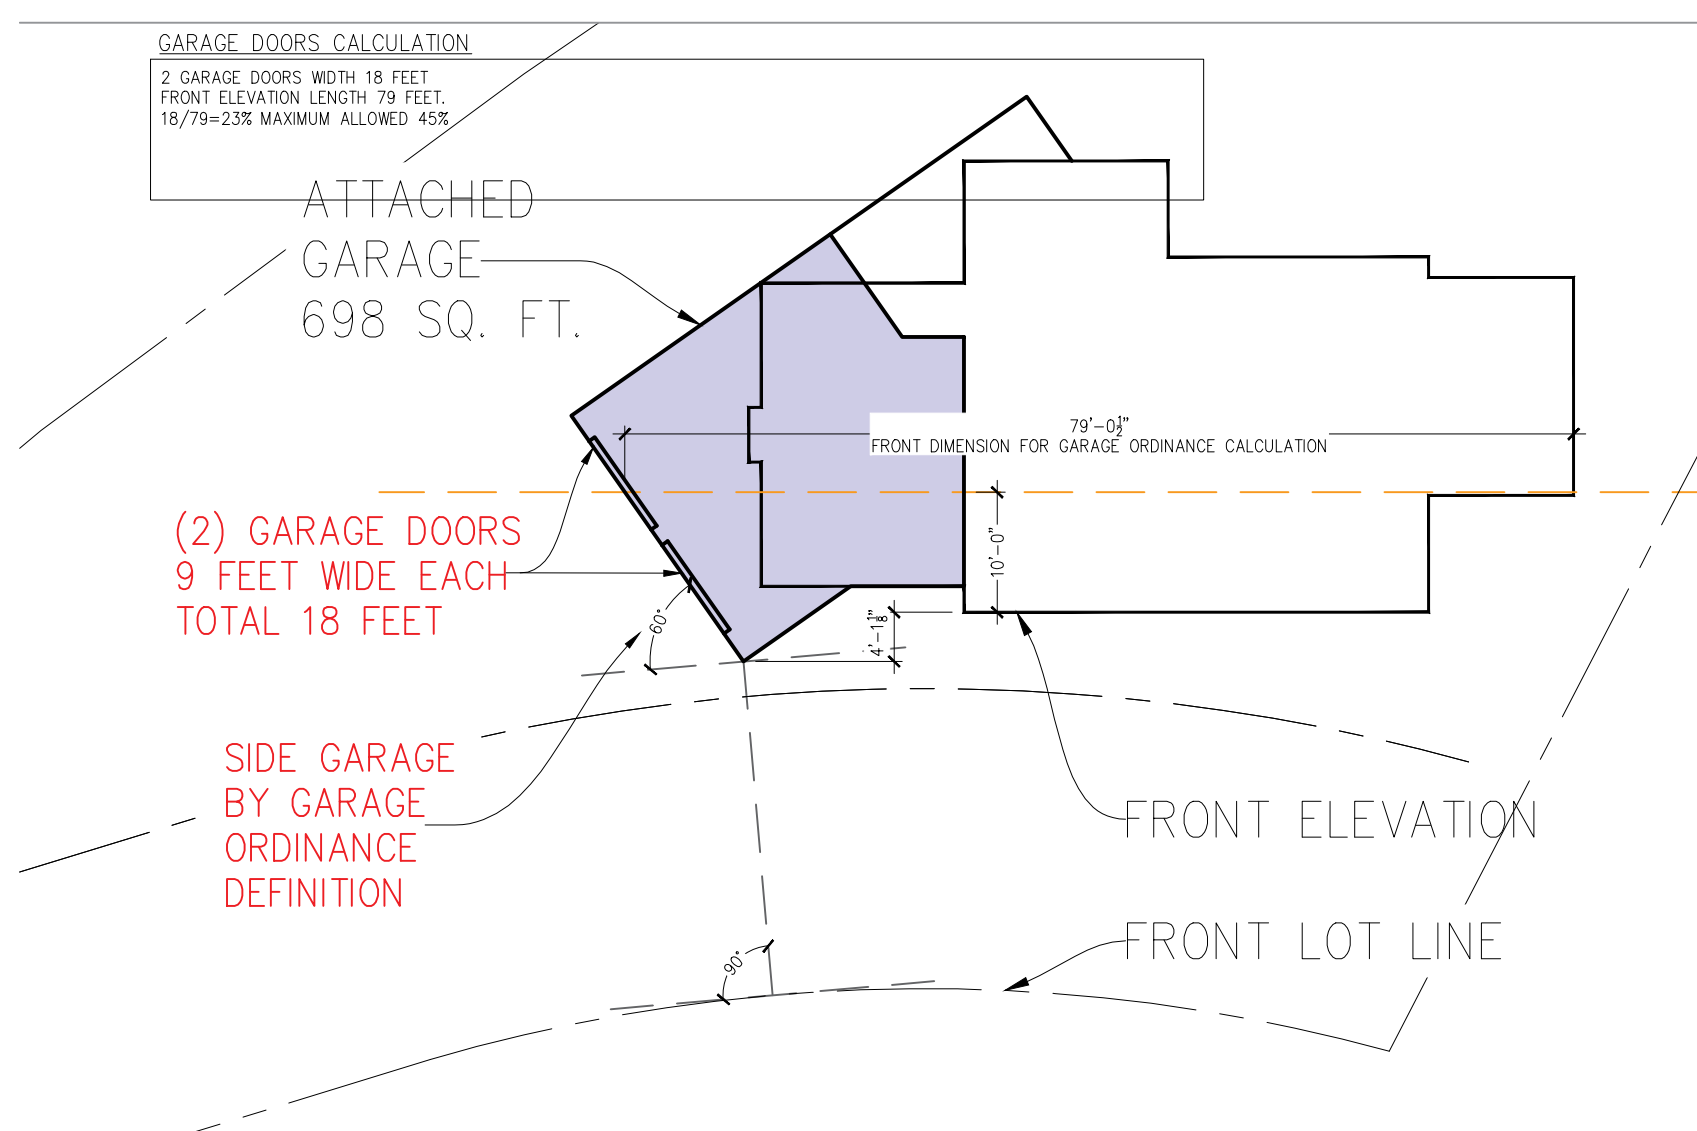 GARAGE DOORS CALCULATION
2 GARAGE DOORS WIDTH 18 FEET
FRONT ELEVATION LENGTH 79 FEET.
18/79=23% MAXIMUM ALLOWED 45%
ATTACHED
GARAGE
698 SQ. FT.
79'-0½"
FRONT DIMENSION FOR GARAGE ORDINANCE CALCULATION
(2) GARAGE DOORS
9 FEET WIDE EACH
TOTAL 18 FEET
10'-0"
4'-1⅛"
60°
SIDE GARAGE
BY GARAGE
ORDINANCE
DEFINITION
FRONT ELEVATION
FRONT LOT LINE
90°